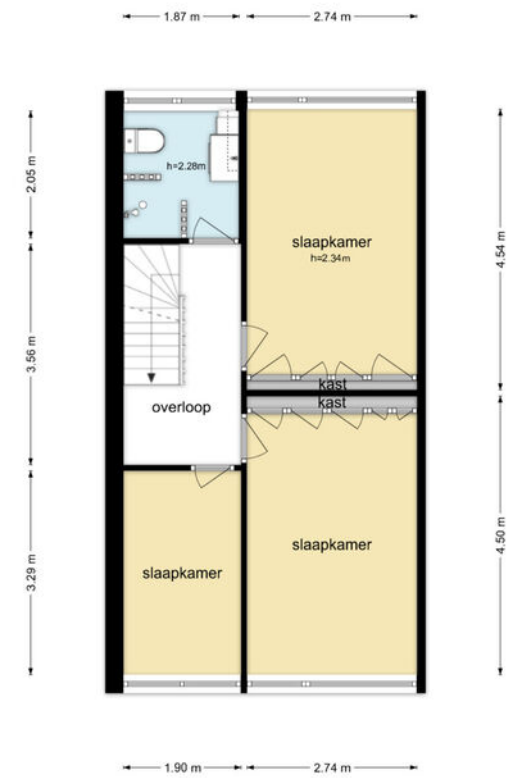 1.87 m
2.74 m
2.05 m
h=2.28m
slaapkamer
h=2.34m
4.54 m
3.56 m
kast
kast
overloop
slaapkamer
4.50 m
slaapkamer
3.29 m
1.90 m
2.74 m